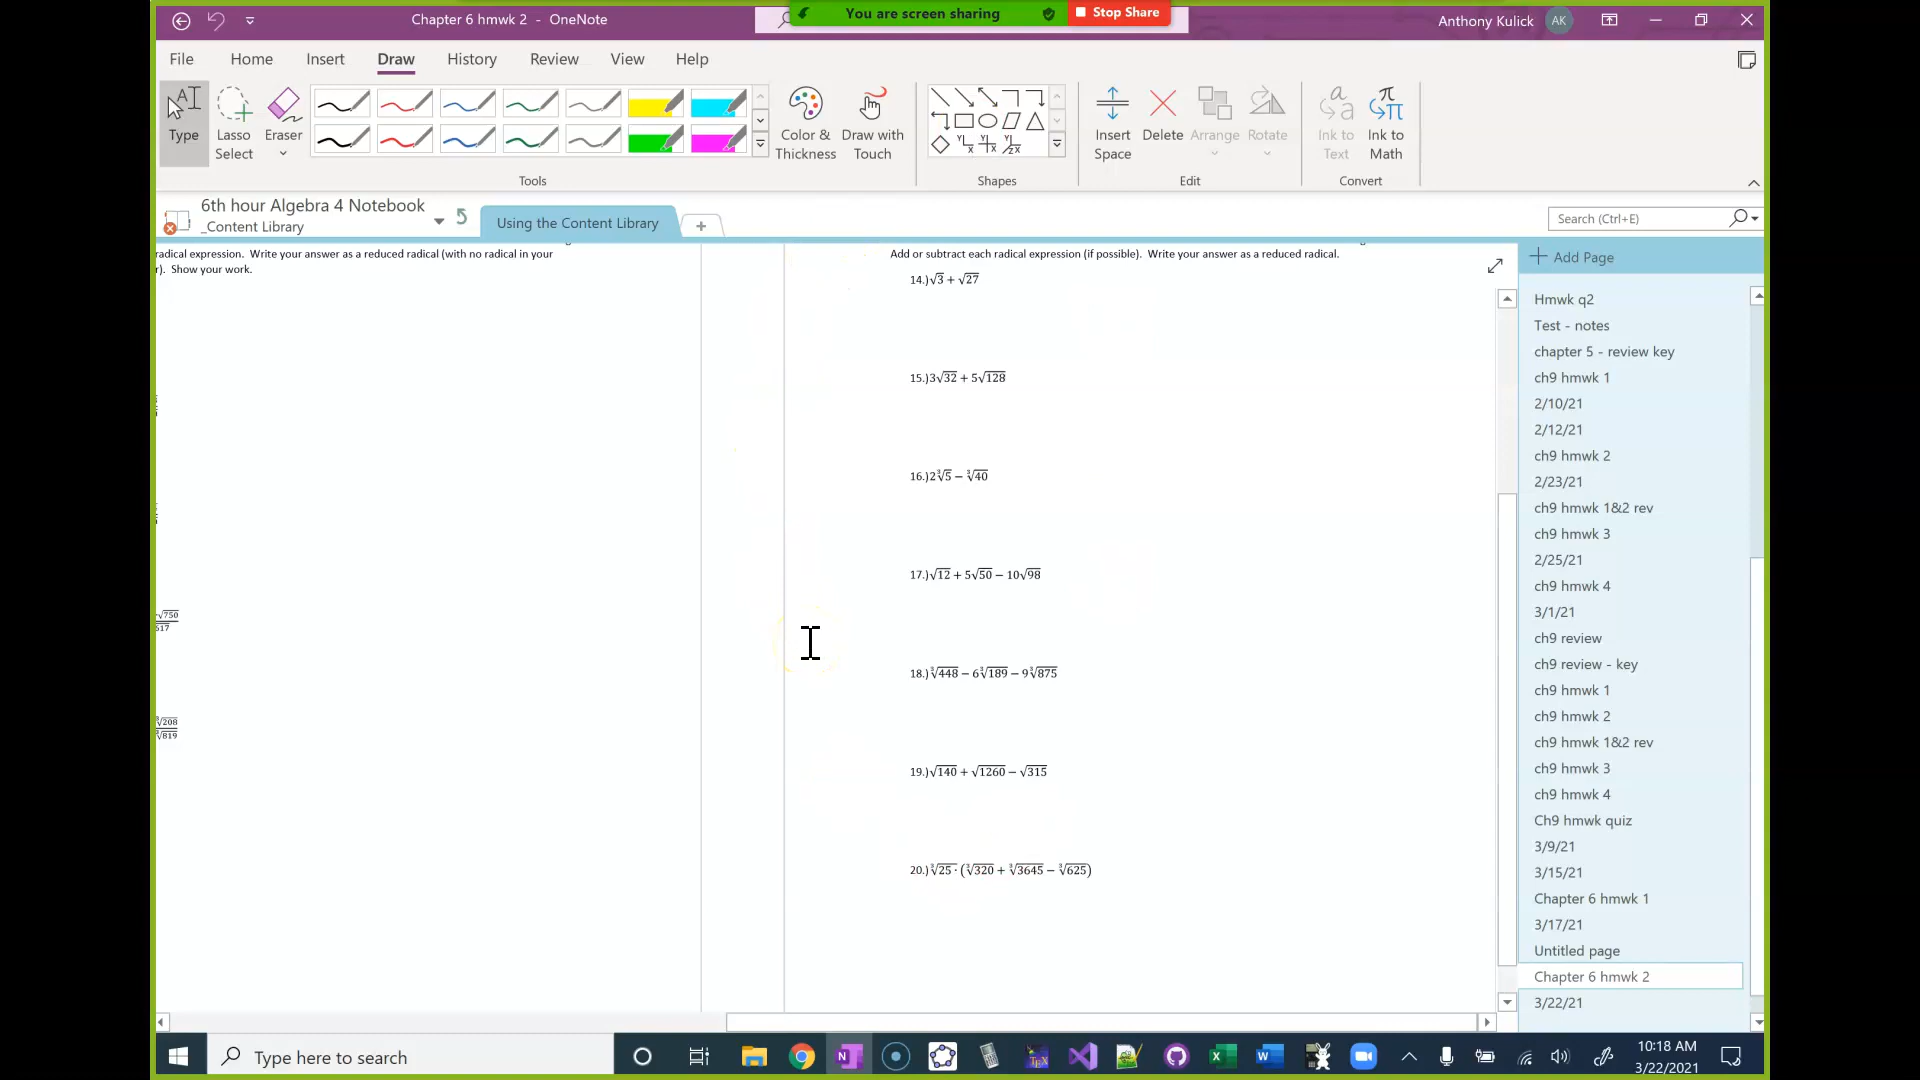 Chapter 6 hmwk 2 - OneNote
You are screen sharing
Stop Share
Anthony Kulick
AK
File Home Insert Draw History Review View Help
Type
Lasso Select
Eraser
Color & Thickness
Draw with Touch
Insert Space
Delete
Arrange
Rotate
Ink to Text
Ink to Math
Tools
Shapes
Edit
Convert
6th hour Algebra 4 Notebook
_Content Library
Using the Content Library
Search (Ctrl+E)
radical expression. Write your answer as a reduced radical (with no radical in your
r). Show your work.
√750
617
∛208
∛819
Add or subtract each radical expression (if possible). Write your answer as a reduced radical.
14.)√3 + √27
15.)3√32 + 5√128
16.)2∛5 − ∛40
17.)√12 + 5√50 − 10√98
18.)∛448 − 6∛189 − 9∛875
19.)√140 + √1260 − √315
20.)∛25 · (∛320 + ∛3645 − ∛625)
Add Page
Hmwk q2
Test - notes
chapter 5 - review key
ch9 hmwk 1
2/10/21
2/12/21
ch9 hmwk 2
2/23/21
ch9 hmwk 1&2 rev
ch9 hmwk 3
2/25/21
ch9 hmwk 4
3/1/21
ch9 review
ch9 review - key
ch9 hmwk 1
ch9 hmwk 2
ch9 hmwk 1&2 rev
ch9 hmwk 3
ch9 hmwk 4
Ch9 hmwk quiz
3/9/21
3/15/21
Chapter 6 hmwk 1
3/17/21
Untitled page
Chapter 6 hmwk 2
3/22/21
Type here to search
10:18 AM
3/22/2021